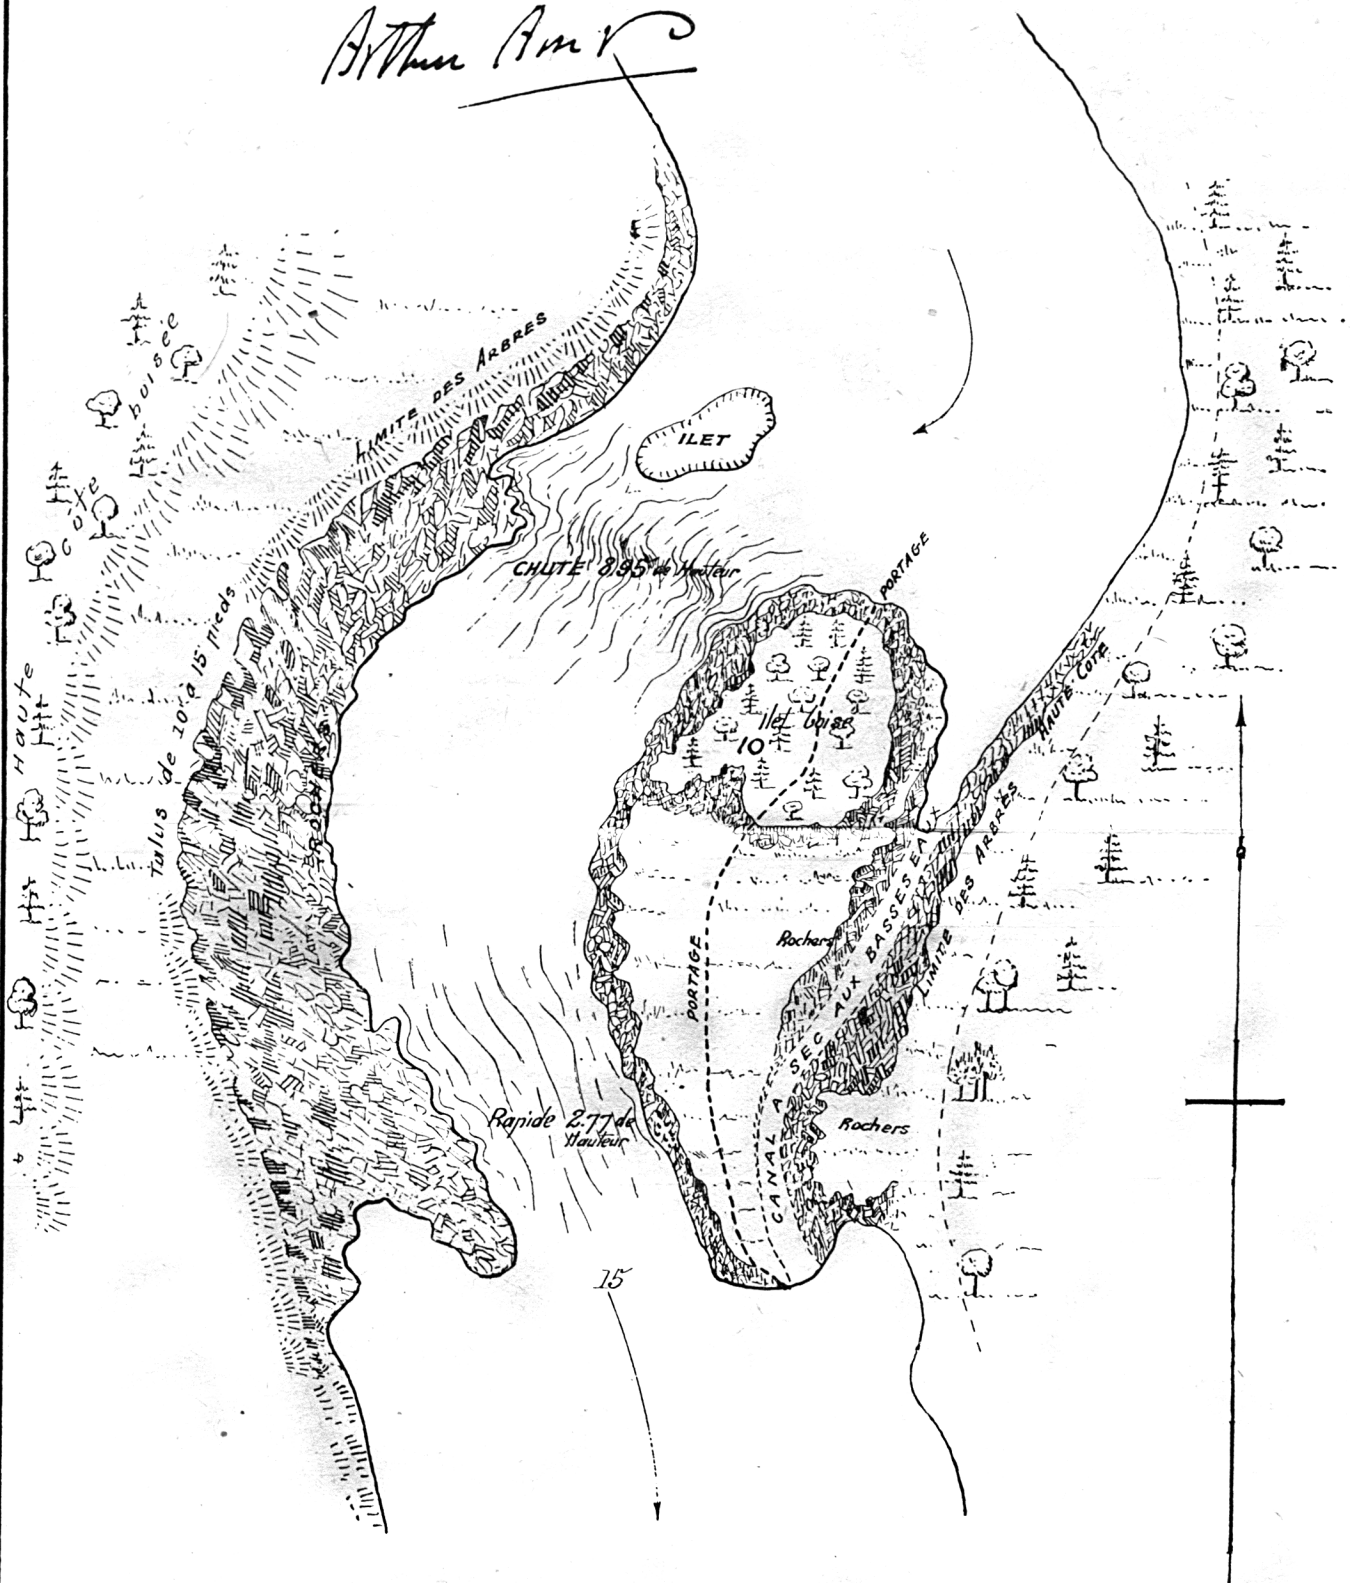 Arthur
LIMITE DES ARBRES
ILET
CHUTE 8.95 de Hauteur
PORTAGE
Haute côte boisée
Talus de 10 à 15 pieds
ROCHERS
ilet boisé
10
HAUTE COTE
LIMITE DES ARBRES
PORTAGE
Rochers
CANAL A SEC AUX BASSES EAUX
Rapide 2.77 de
Hauteur
Rochers
15